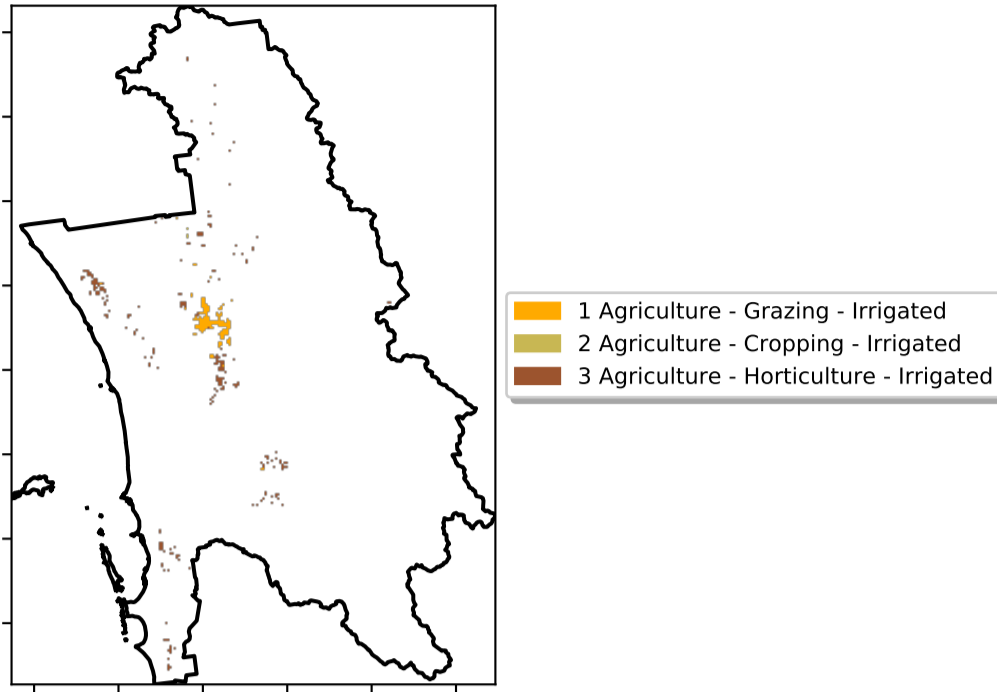 1 Agriculture - Grazing - Irrigated
2 Agriculture - Cropping - Irrigated
3 Agriculture - Horticulture - Irrigated